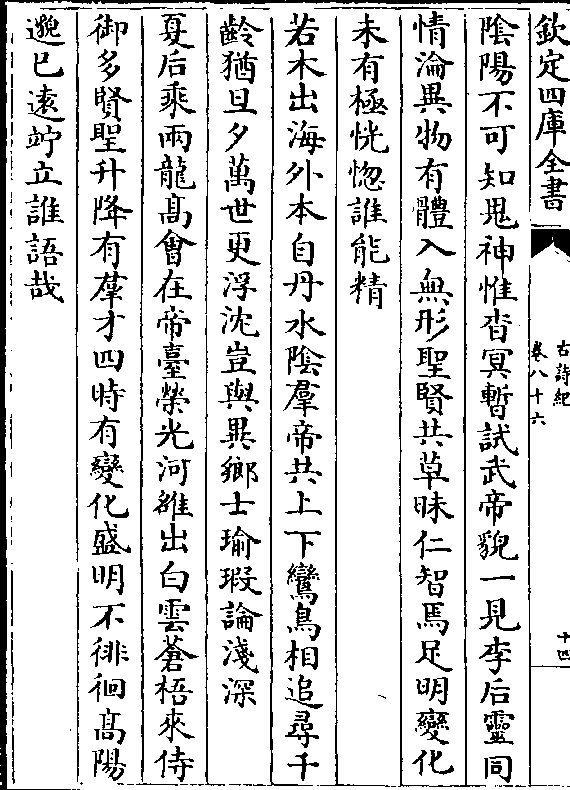 欽定四庫全書
古詩紀
卷八十六
十四
陰陽不可知鬼神惟杳冥暫試武帝貌一見李后靈同
情淪異物有體入無形聖賢共草昧仁智焉足明變化
未有極恍惚誰能精
若木出海外本自丹水陰羣帝共上下鸞鳥相追尋千
齡猶旦夕萬世更浮沈豈與異鄉士瑜瑕論淺深
夏后乘兩龍高會在帝臺榮光河雒出白雲蒼梧來侍
御多賢聖升降有羣才四時有變化盛明不徘徊高陽
邈已遠竚立誰語哉